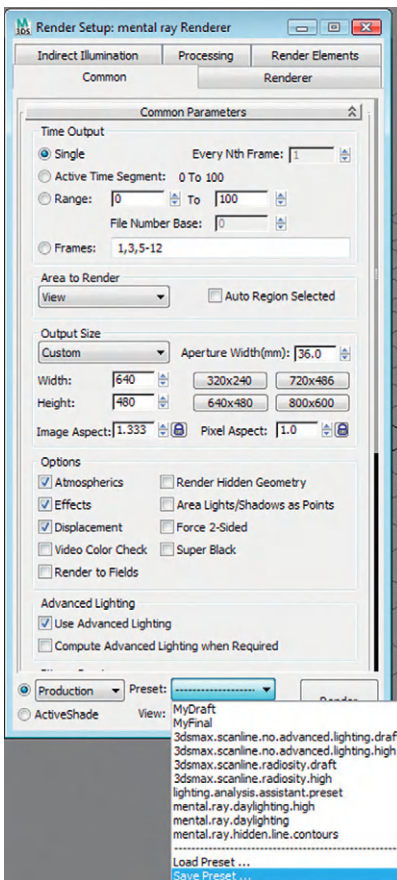 M
3DS
Render Setup: mental ray Renderer
Indirect Illumination Processing Render Elements
Common Renderer
Common Parameters
Time Output
Single Every Nth Frame: 1
Active Time Segment: 0 To 100
Range: 0 To 100
File Number Base: 0
Frames: 1,3,5-12
Area to Render
View Auto Region Selected
Output Size
Custom Aperture Width(mm): 36.0
Width: 640 320x240 720x486
Height: 480 640x480 800x600
Image Aspect: 1.333 Pixel Aspect: 1.0
Options
Atmospherics Render Hidden Geometry
Effects Area Lights/Shadows as Points
Displacement Force 2-Sided
Video Color Check Super Black
Render to Fields
Advanced Lighting
Use Advanced Lighting
Compute Advanced Lighting when Required
Production Preset: --------------------
Render
ActiveShade View:
MyDraft
MyFinal
3dsmax.scanline.no.advanced.lighting.draf
3dsmax.scanline.no.advanced.lighting.high
3dsmax.scanline.radiosity.draft
3dsmax.scanline.radiosity.high
lighting.analysis.assistant.preset
mental.ray.daylighting.high
mental.ray.daylighting
mental.ray.hidden.line.contours
----------------------------------------
Load Preset ...
Save Preset ...